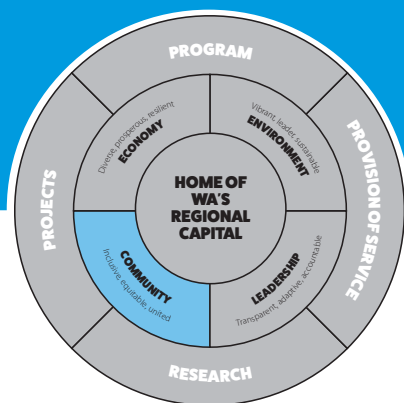 PROGRAM
Diverse, prosperous, resilient
ECONOMY
Vibrant, leader, sustainable
ENVIRONMENT
PROJECTS
HOME OF
WA'S
REGIONAL
CAPITAL
PROVISION OF SERVICE
COMMUNITY
Inclusive, equitable, united
LEADERSHIP
Transparent, adaptive, accountable
RESEARCH